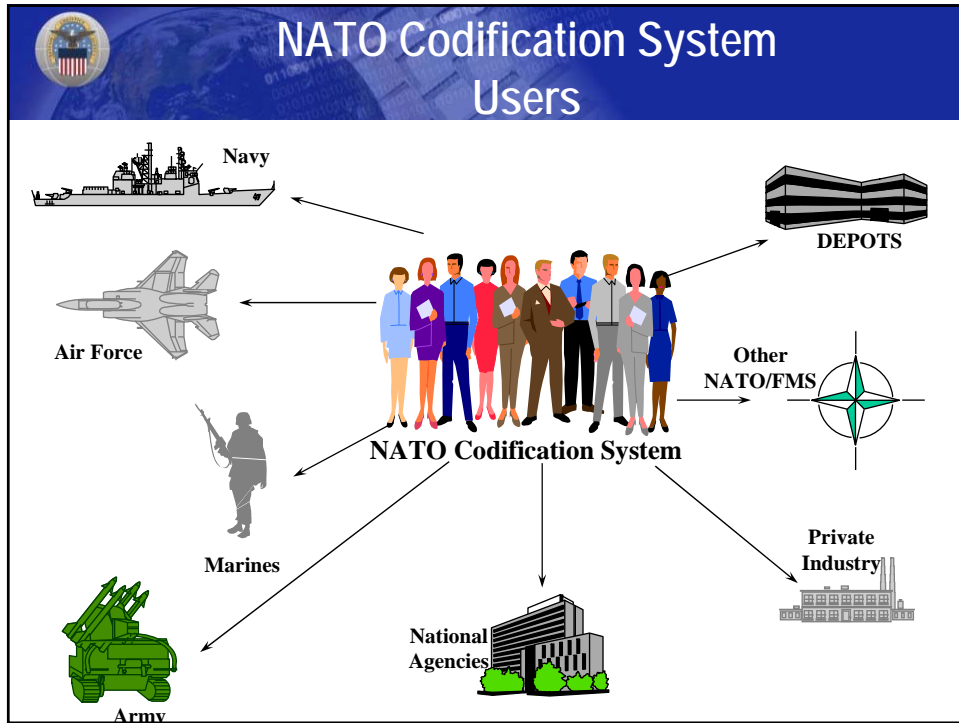 NATO Codification System
Users
Navy
DEPOTS
Air Force
Other
NATO/FMS
NATO Codification System
Marines
Private
Industry
National
Agencies
Army